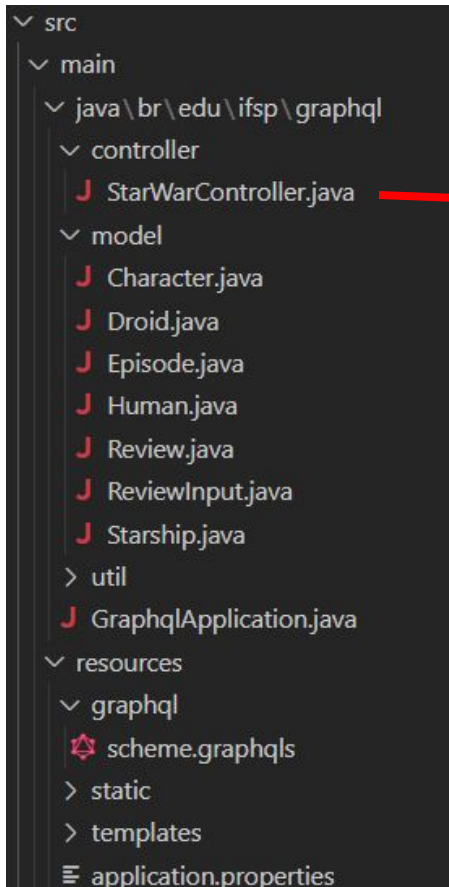 src
main
java\br\edu\ifsp\graphql
controller
J StarWarController.java
model
J Character.java
J Droid.java
J Episode.java
J Human.java
J Review.java
J ReviewInput.java
J Starship.java
util
J GraphqlApplication.java
resources
graphql
scheme.graphqls
static
templates
application.properties